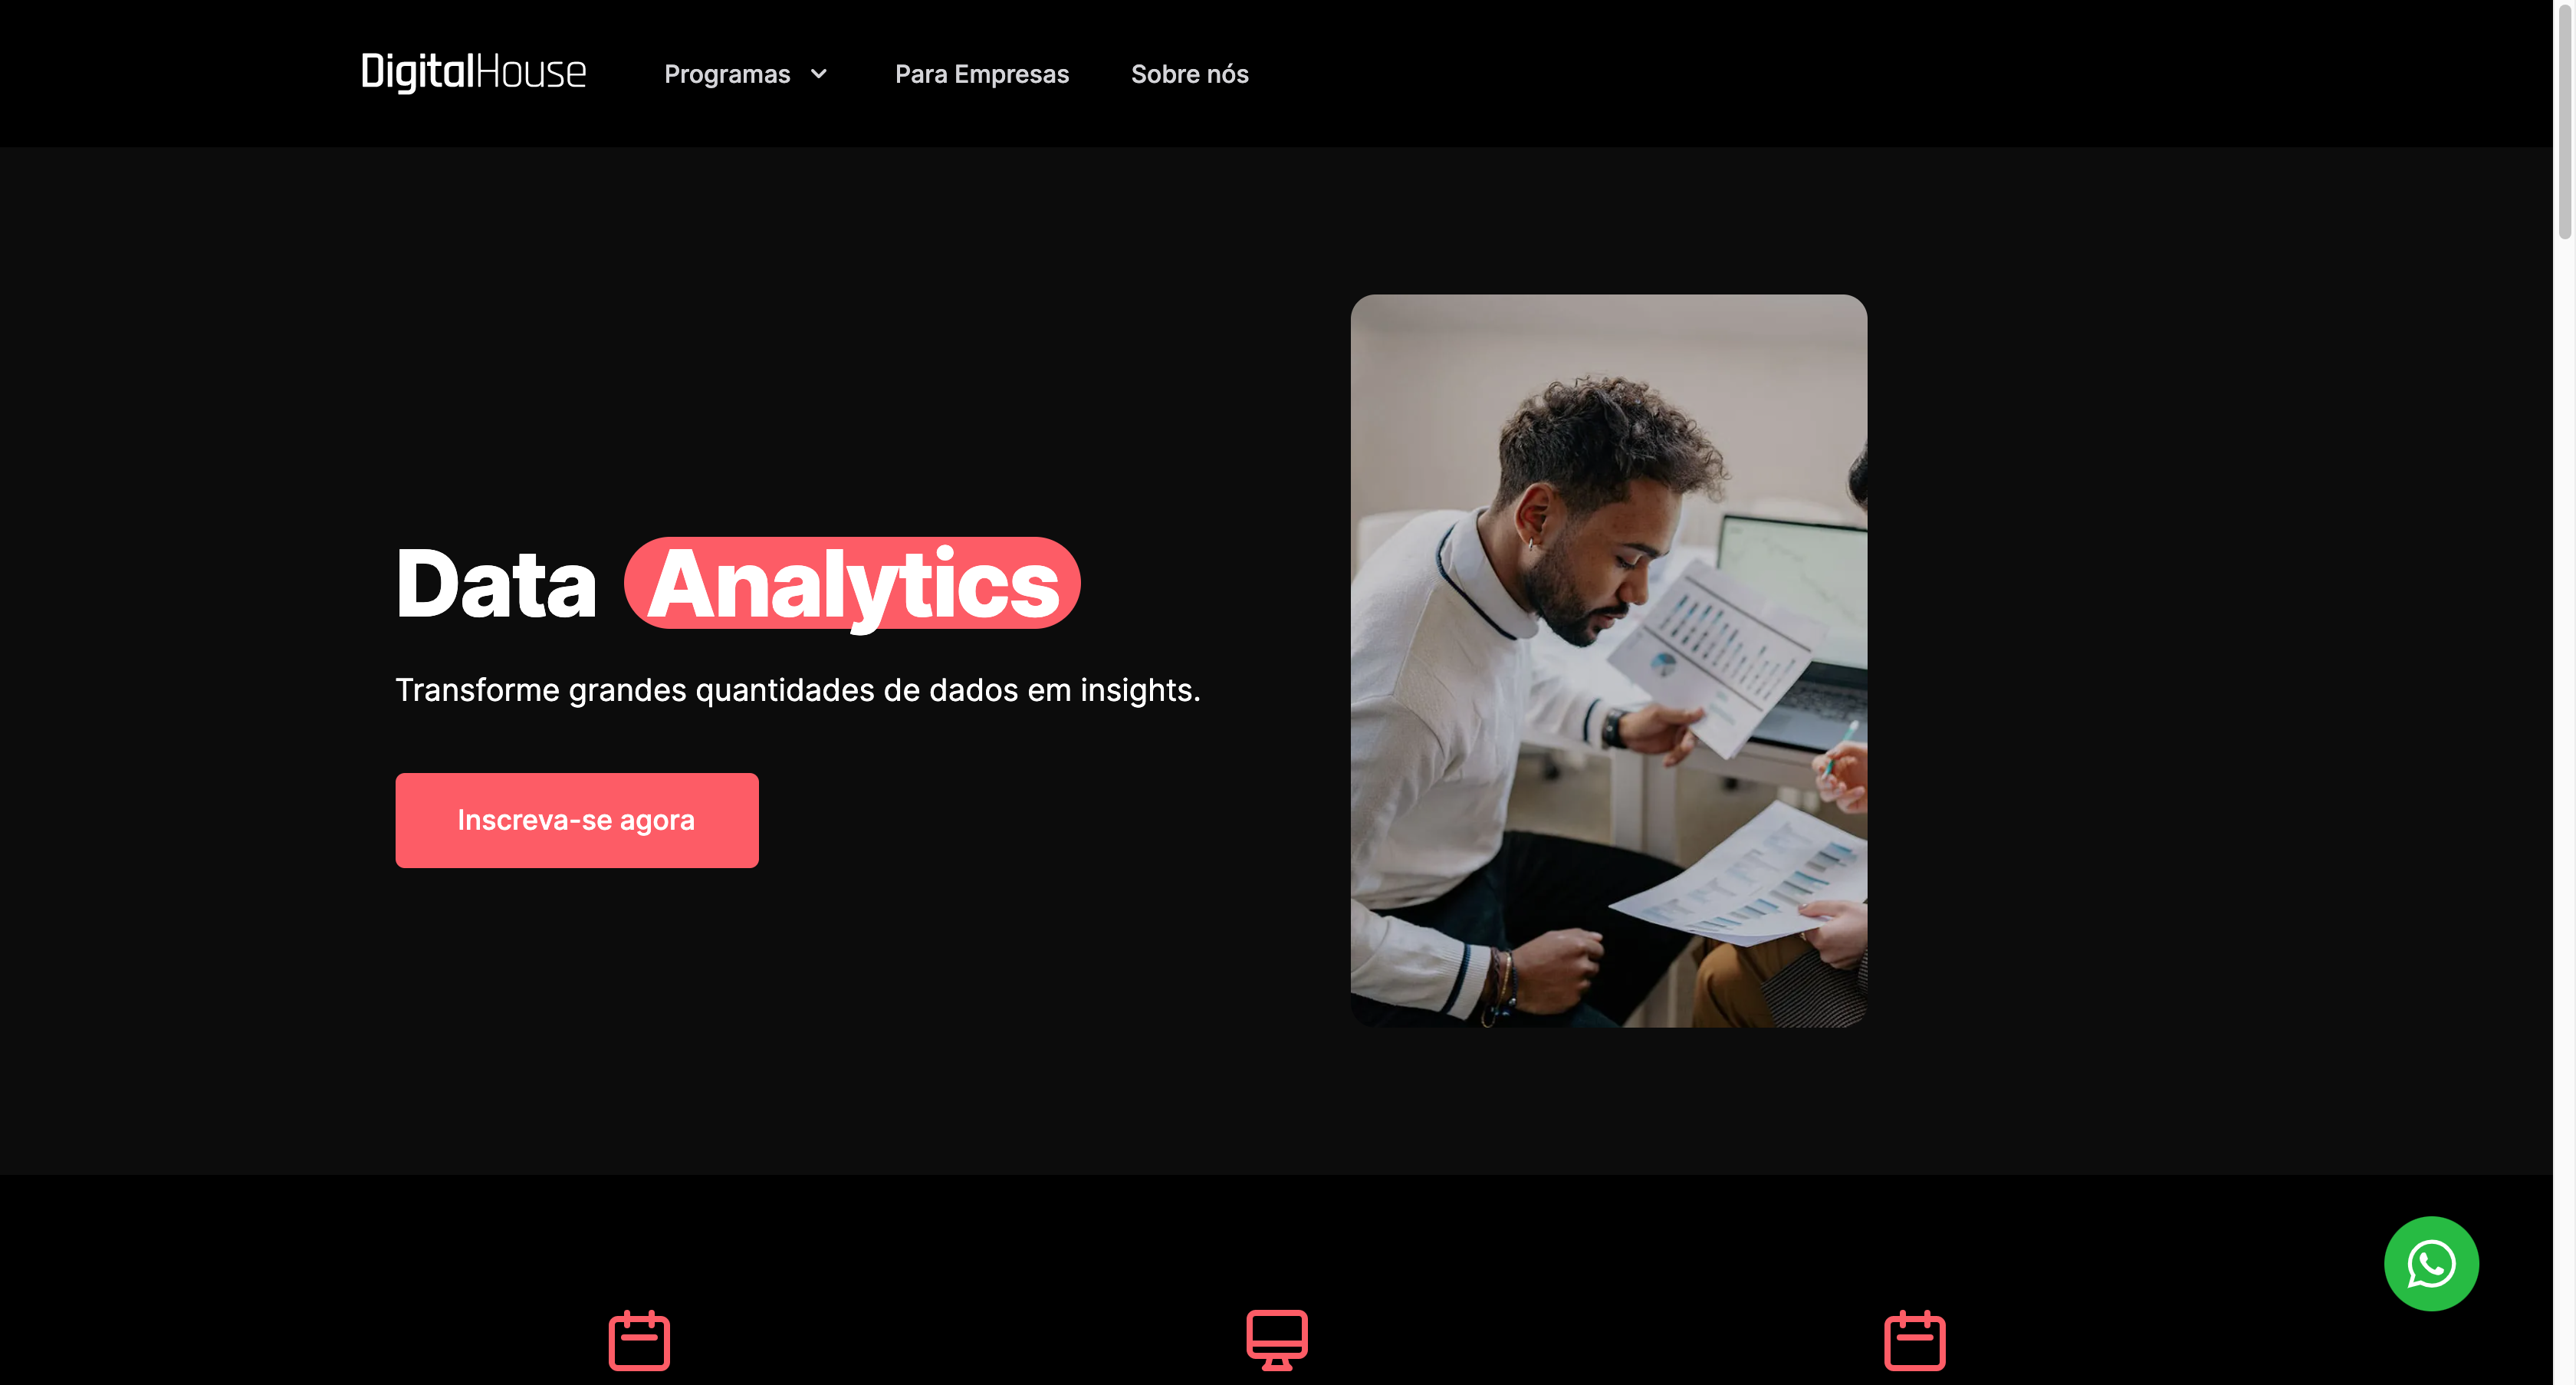 DigitalHouse
Programas
Para Empresas
Sobre nós
Data Analytics
Transforme grandes quantidades de dados em insights.
Inscreva-se agora